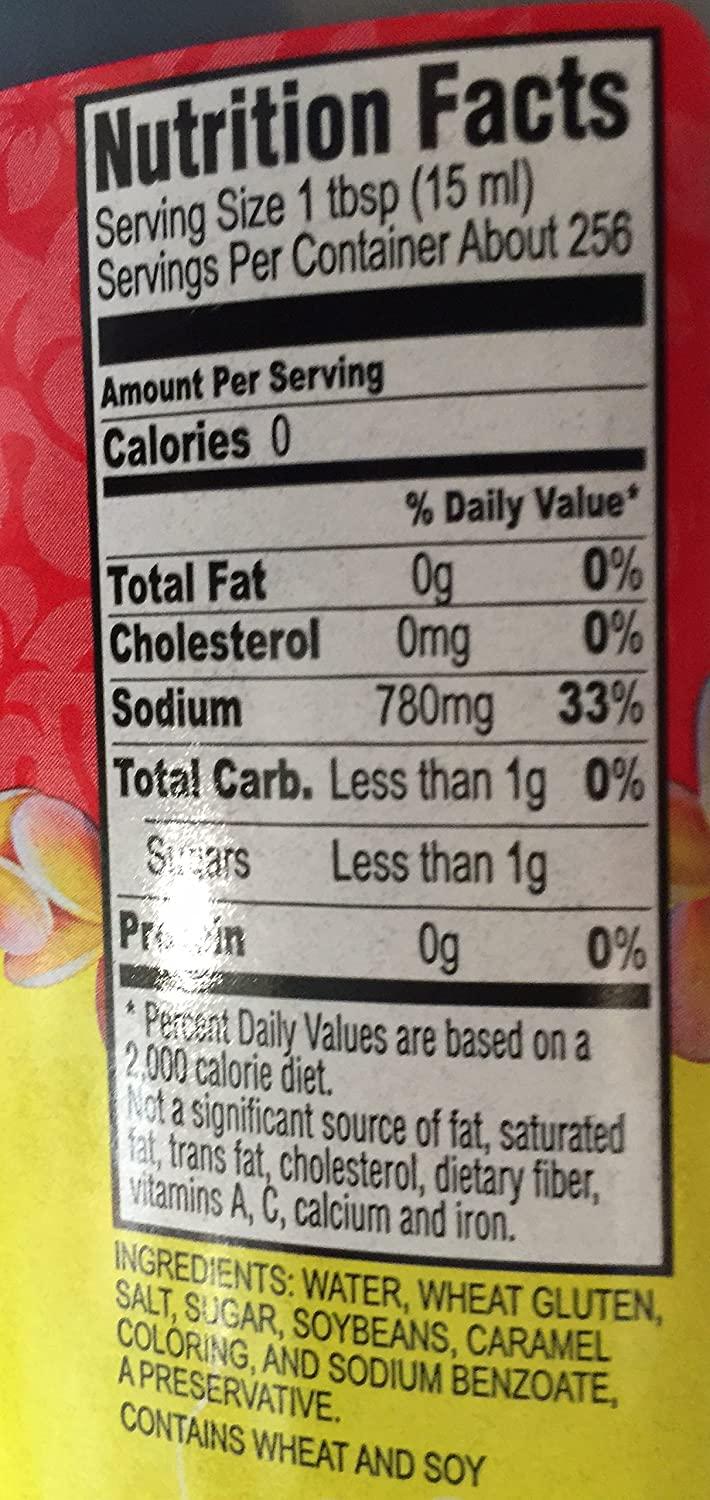 Nutrition Facts
Serving Size 1 tbsp (15 ml)
Servings Per Container About 256
Amount Per Serving
Calories 0
% Daily Value*
Total Fat 0g 0%
Cholesterol 0mg 0%
Sodium 780mg 33%
Total Carb. Less than 1g 0%
Sugars Less than 1g
Protein 0g 0%
* Percent Daily Values are based on a
2,000 calorie diet.
Not a significant source of fat, saturated
fat, trans fat, cholesterol, dietary fiber,
vitamins A, C, calcium and iron.
INGREDIENTS: WATER, WHEAT GLUTEN,
SALT, SUGAR, SOYBEANS, CARAMEL
COLORING, AND SODIUM BENZOATE,
A PRESERVATIVE.
CONTAINS WHEAT AND SOY